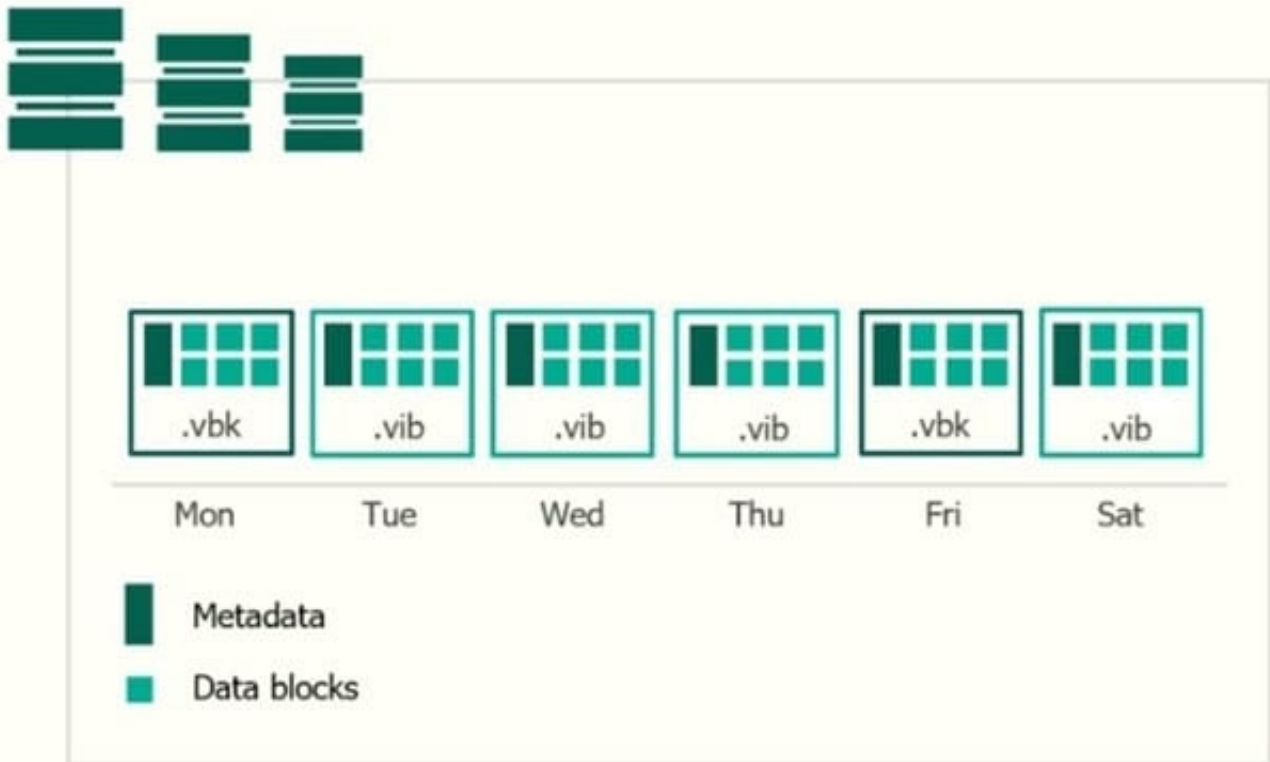 .vbk .vib .vib .vib .vbk .vib
Mon Tue Wed Thu Fri Sat
Metadata
Data blocks